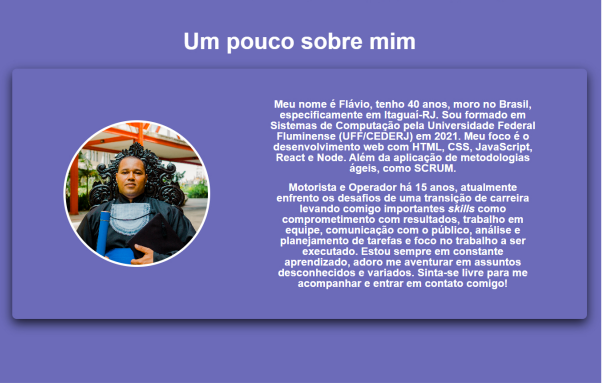 Um pouco sobre mim
Meu nome é Flávio, tenho 40 anos, moro no Brasil,
especificamente em Itaguaí-RJ. Sou formado em
Sistemas de Computação pela Universidade Federal
Fluminense (UFF/CEDERJ) em 2021. Meu foco é o
desenvolvimento web com HTML, CSS, JavaScript,
React e Node. Além da aplicação de metodologias
ágeis, como SCRUM.
Motorista e Operador há 15 anos, atualmente
enfrento os desafios de uma transição de carreira
levando comigo importantes skills como
comprometimento com resultados, trabalho em
equipe, comunicação com o público, análise e
planejamento de tarefas e foco no trabalho a ser
executado. Estou sempre em constante
aprendizado, adoro me aventurar em assuntos
desconhecidos e variados. Sinta-se livre para me
acompanhar e entrar em contato comigo!